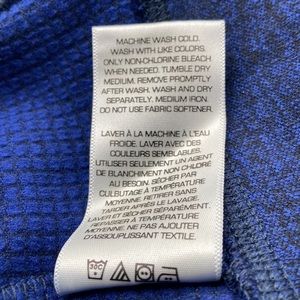 MACHINE WASH COLD.
WASH WITH LIKE COLORS.
ONLY NON-CHLORINE BLEACH
WHEN NEEDED. TUMBLE DRY
MEDIUM. REMOVE PROMPTLY
AFTER WASH. WASH AND DRY
SEPARATELY. MEDIUM IRON
DO NOT USE FABRIC SOFTENER.
LAVER À LA MACHINE À L'EAU
FROIDE. LAVER AVEC DES
COULEURS SEMBLABLES.
UTILISER SEULEMENT UN AGENT
DE BLANCHIMENT NON CHLORÉ
AU BESOIN. SÉCHER PAR
CULBUTAGE À TEMPÉRATURE
MOYENNE. RETIRER SANS
TARDER APRÈS LE LAVAGE.
LAVER ET SÉCHER SÉPARÉMENT.
REPASSER À TEMPÉRATURE
MOYENNE. NE PAS AJOUTER
D'ASSOUPLISSANT TEXTILE.
30C